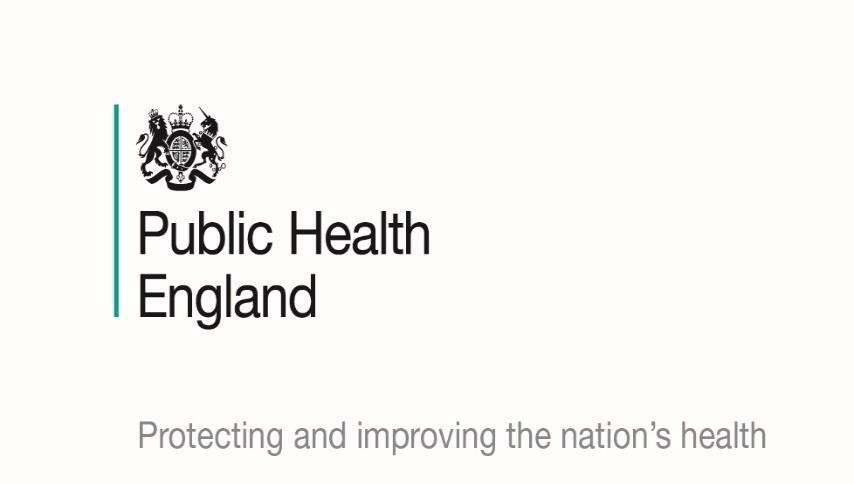 Public Health
England
Protecting and improving the nation's health